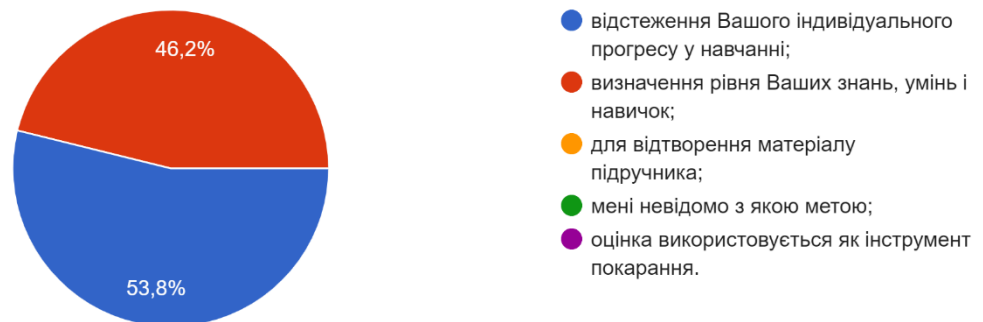 46,2%
53,8%
відстеження Вашого індивідуального
прогресу у навчанні;
визначення рівня Ваших знань, умінь і
навичок;
для відтворення матеріалу
підручника;
мені невідомо з якою метою;
оцінка використовується як інструмент
покарання.